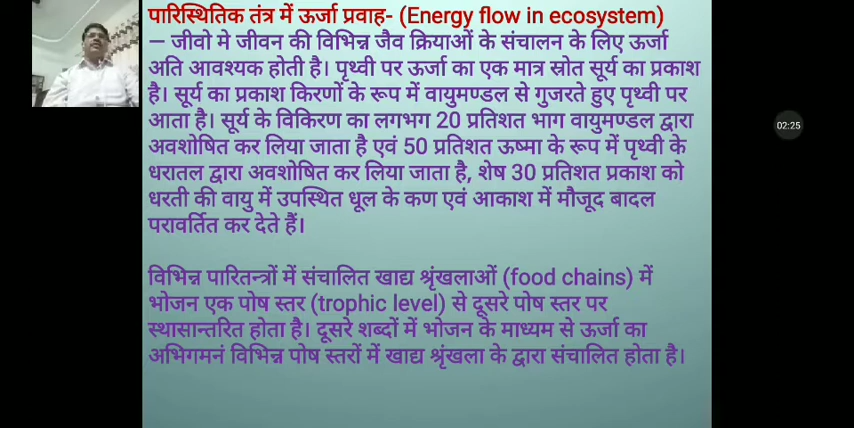 पारिस्थितिक तंत्र में ऊर्जा प्रवाह- (Energy flow in ecosystem)
— जीवो मे जीवन की विभिन्न जैव क्रियाओं के संचालन के लिए ऊर्जा
अति आवश्यक होती है। पृथ्वी पर ऊर्जा का एक मात्र स्रोत सूर्य का प्रकाश
है। सूर्य का प्रकाश किरणों के रूप में वायुमण्डल से गुजरते हुए पृथ्वी पर
आता है। सूर्य के विकिरण का लगभग 20 प्रतिशत भाग वायुमण्डल द्वारा
02:25
अवशोषित कर लिया जाता है एवं 50 प्रतिशत ऊष्मा के रूप में पृथ्वी के
धरातल द्वारा अवशोषित कर लिया जाता है, शेष 30 प्रतिशत प्रकाश को
धरती की वायु में उपस्थित धूल के कण एवं आकाश में मौजूद बादल
परावर्तित कर देते हैं।
विभिन्न पारितन्त्रों में संचालित खाद्य श्रृंखलाओं (food chains) में
भोजन एक पोष स्तर (trophic level) से दूसरे पोष स्तर पर
स्थासान्तरित होता है। दूसरे शब्दों में भोजन के माध्यम से ऊर्जा का
अभिगमनं विभिन्न पोष स्तरों में खाद्य श्रृंखला के द्वारा संचालित होता है।